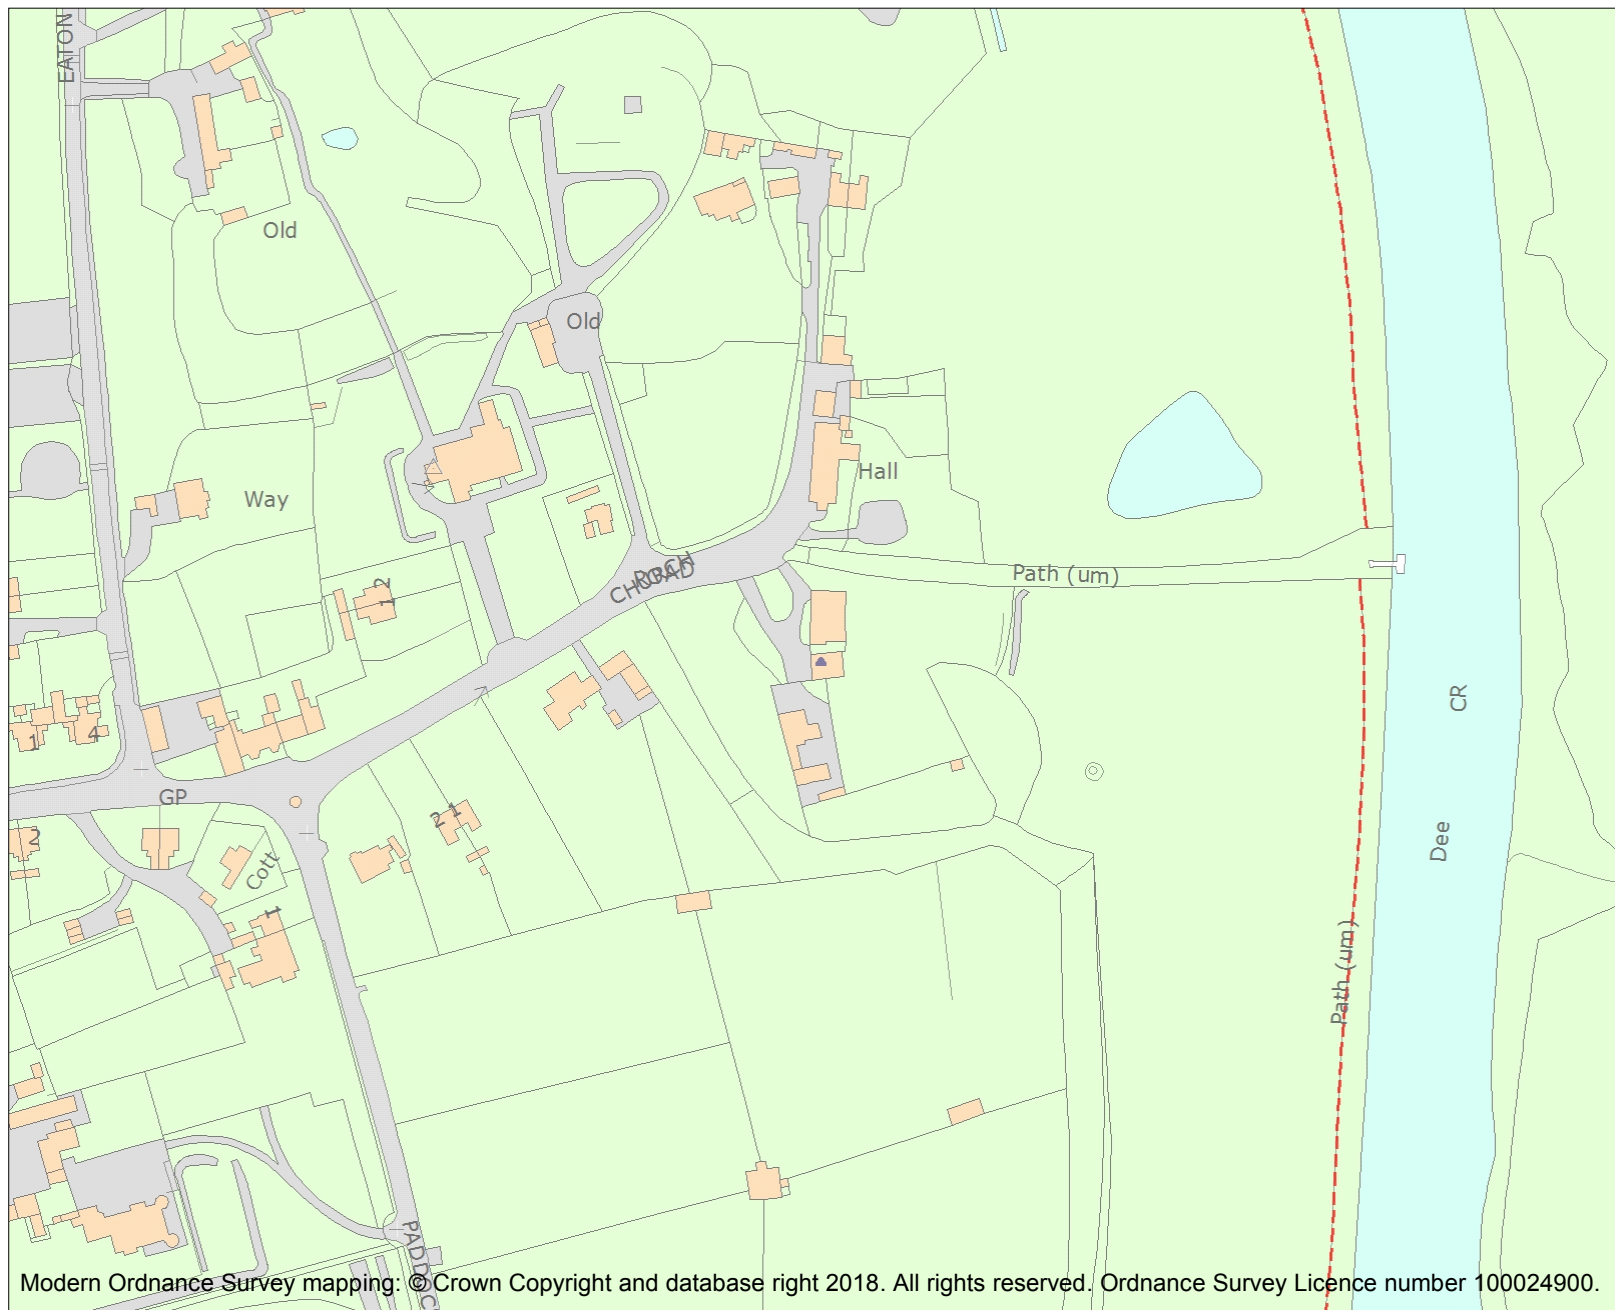 EATON
Old
Old
Hall
Way
Path (um)
ROACH
CHOROAD
1 2
CR
1
4
GP
2 1
2
Dee
Cott
1
Path (um)
PADDOC
Modern Ordnance Survey mapping: © Crown Copyright and database right 2018. All rights reserved. Ordnance Survey Licence number 100024900.